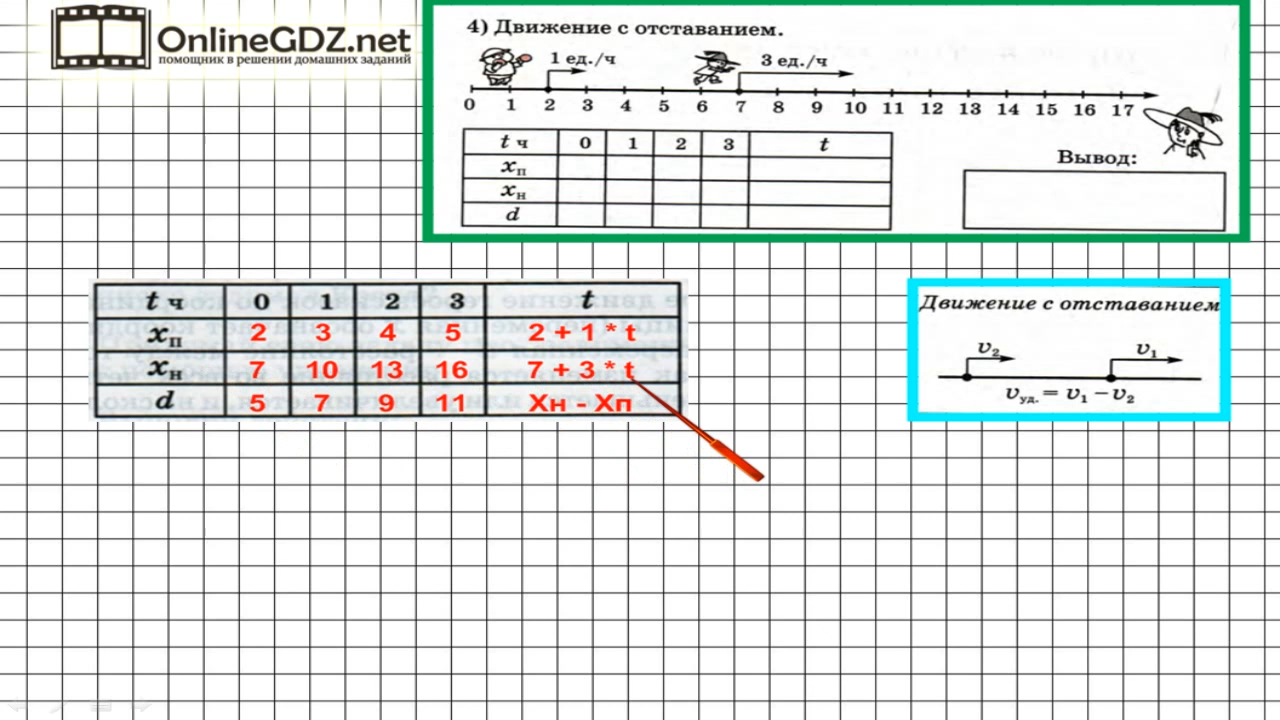 OnlineGDZ.net
помощник в решении домашних заданий
4) Движение с отставанием.
1 ед./ч 3 ед./ч
0 1 2 3 4 5 6 7 8 9 10 11 12 13 14 15 16 17
t ч 0 1 2 3 t
xп
xн
d
Вывод:
t ч 0 1 2 3 t
xп 2 3 4 5 2 + 1 * t
xн 7 10 13 16 7 + 3 * t
d 5 7 9 11 Хн - Хп
Движение с отставанием
v₂ v₁
vуд. = v₁ − v₂